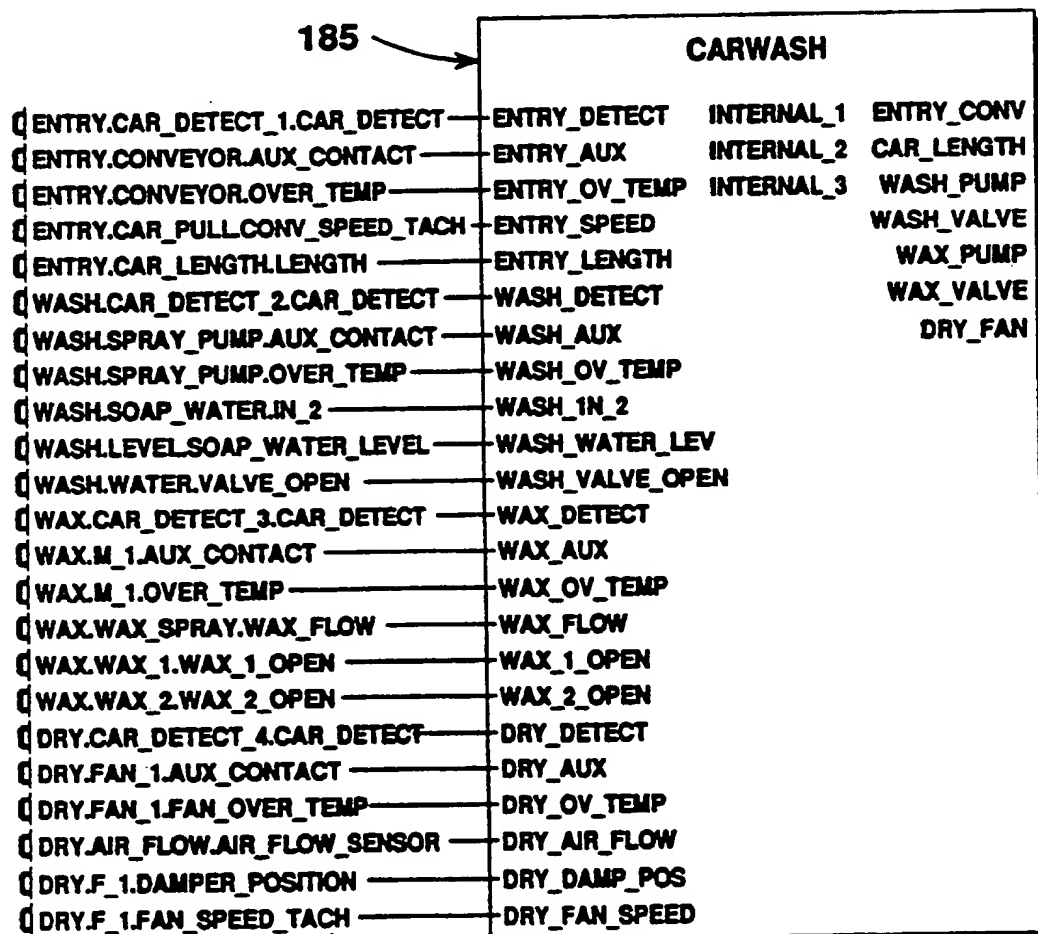 185
CARWASH
ENTRY.CAR_DETECT_1.CAR_DETECT ENTRY_DETECT INTERNAL_1 ENTRY_CONV
ENTRY.CONVEYOR.AUX_CONTACT ENTRY_AUX INTERNAL_2 CAR_LENGTH
ENTRY.CONVEYOR.OVER_TEMP ENTRY_OV_TEMP INTERNAL_3 WASH_PUMP
ENTRY.CAR_PULL.CONV_SPEED_TACH ENTRY_SPEED WASH_VALVE
ENTRY.CAR_LENGTH.LENGTH ENTRY_LENGTH WAX_PUMP
WASH.CAR_DETECT_2.CAR_DETECT WASH_DETECT WAX_VALVE
WASH.SPRAY_PUMP.AUX_CONTACT WASH_AUX DRY_FAN
WASH.SPRAY_PUMP.OVER_TEMP WASH_OV_TEMP
WASH.SOAP_WATER.IN_2 WASH_1N_2
WASH.LEVEL.SOAP_WATER_LEVEL WASH_WATER_LEV
WASH.WATER.VALVE_OPEN WASH_VALVE_OPEN
WAX.CAR_DETECT_3.CAR_DETECT WAX_DETECT
WAX.M_1.AUX_CONTACT WAX_AUX
WAX.M_1.OVER_TEMP WAX_OV_TEMP
WAX.WAX_SPRAY.WAX_FLOW WAX_FLOW
WAX.WAX_1.WAX_1_OPEN WAX_1_OPEN
WAX.WAX_2.WAX_2_OPEN WAX_2_OPEN
DRY.CAR_DETECT_4.CAR_DETECT DRY_DETECT
DRY.FAN_1.AUX_CONTACT DRY_AUX
DRY.FAN_1.FAN_OVER_TEMP DRY_OV_TEMP
DRY.AIR_FLOW.AIR_FLOW_SENSOR DRY_AIR_FLOW
DRY.F_1.DAMPER_POSITION DRY_DAMP_POS
DRY.F_1.FAN_SPEED_TACH DRY_FAN_SPEED